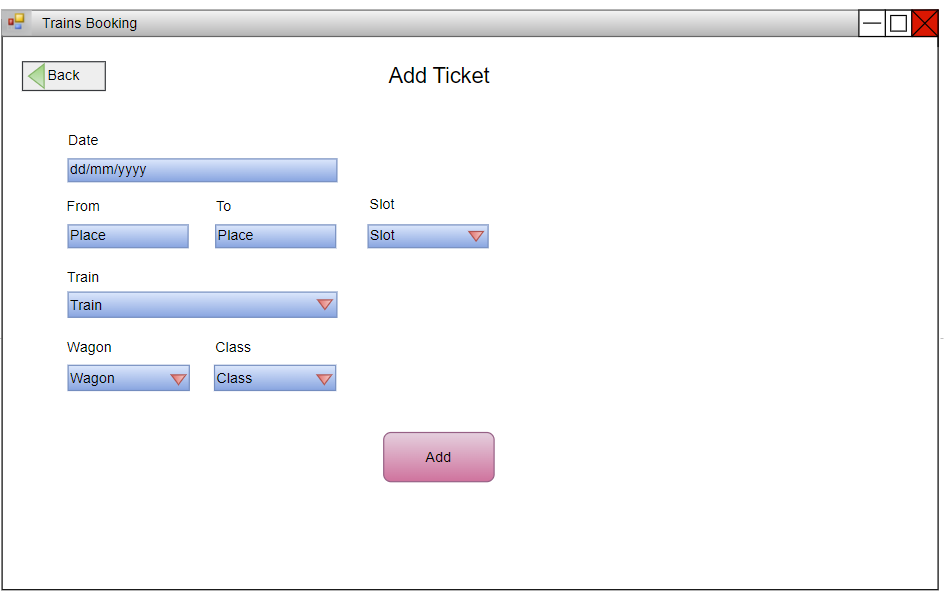 Trains Booking
Back
Add Ticket
Date
dd/mm/yyyy
From To Slot
Place Place Slot
Train
Train
Wagon Class
Wagon Class
Add